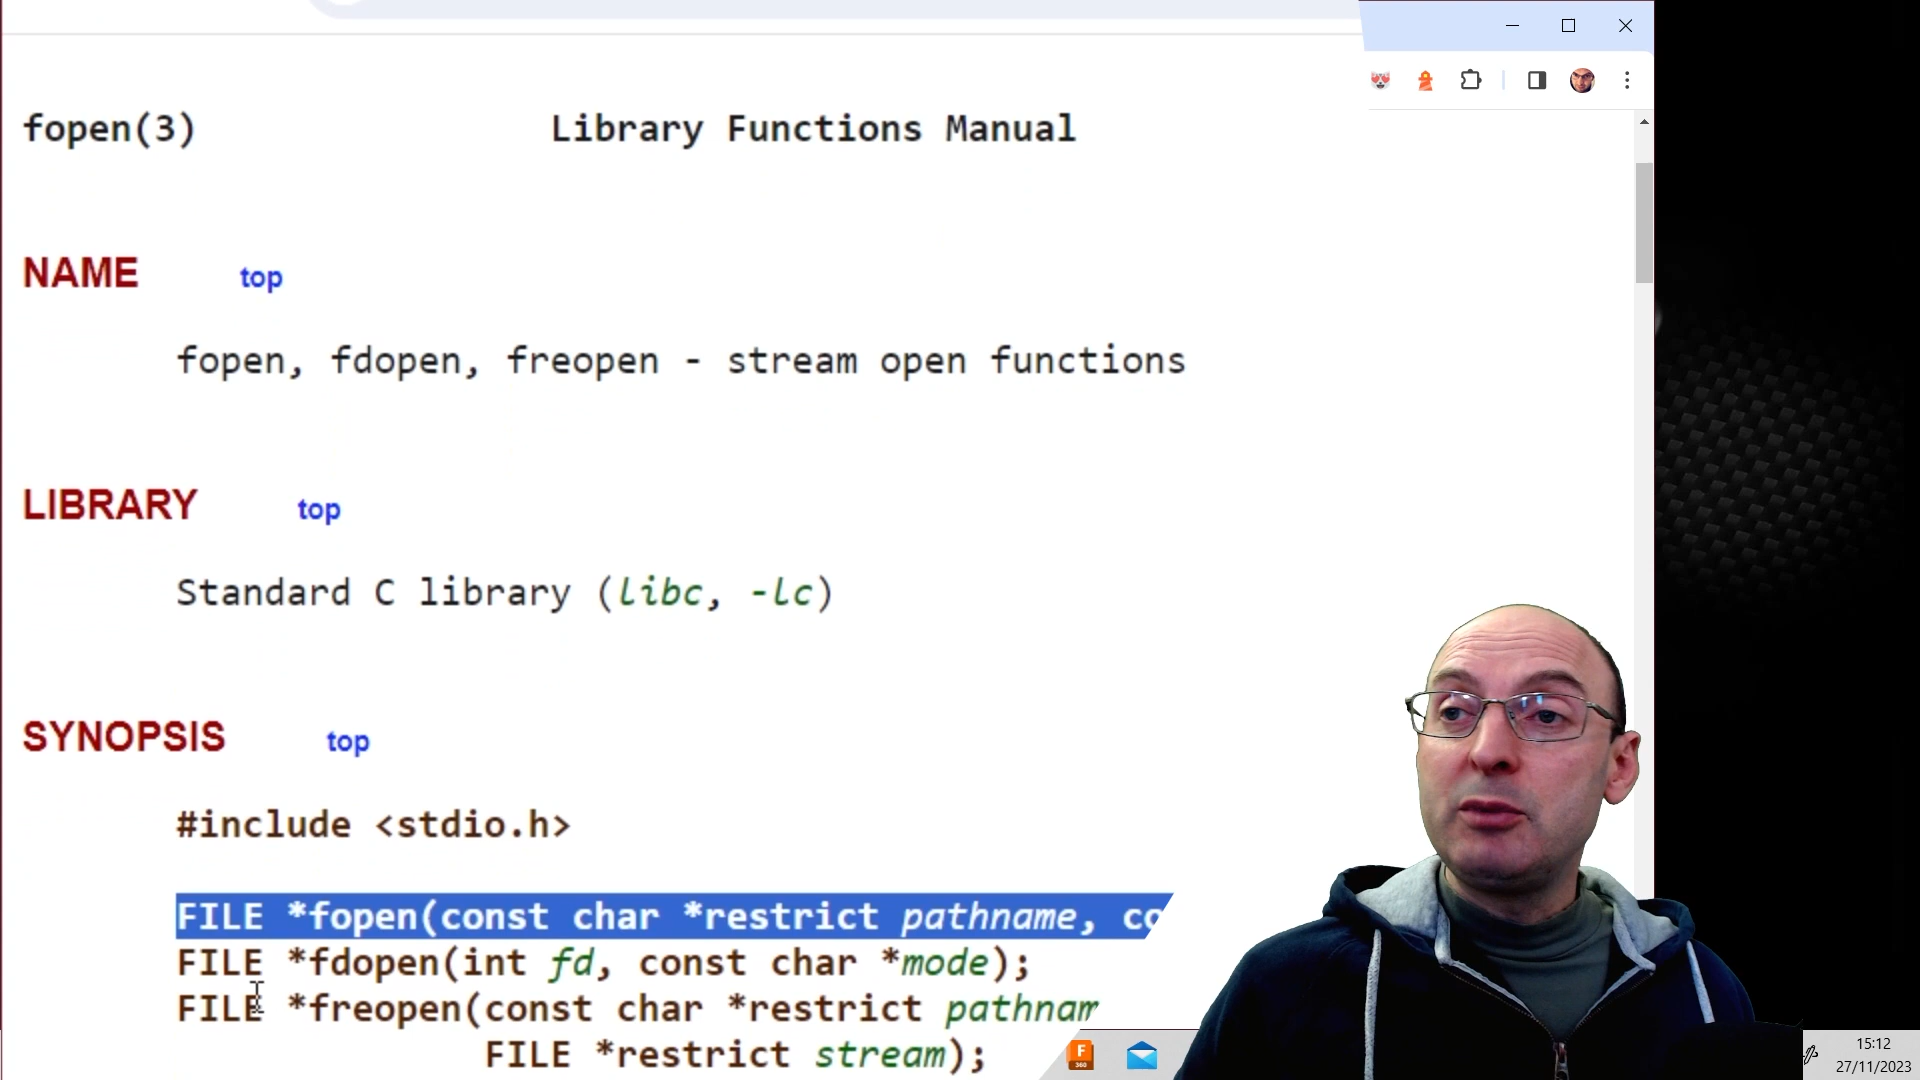 fopen(3) Library Functions Manual
NAME top
fopen, fdopen, freopen - stream open functions
LIBRARY top
Standard C library (libc, -lc)
SYNOPSIS top
#include <stdio.h>
FILE *fopen(const char *restrict pathname, co
FILE *fdopen(int fd, const char *mode);
FILE *freopen(const char *restrict pathnam
FILE *restrict stream);
F
360
15:12
27/11/2023